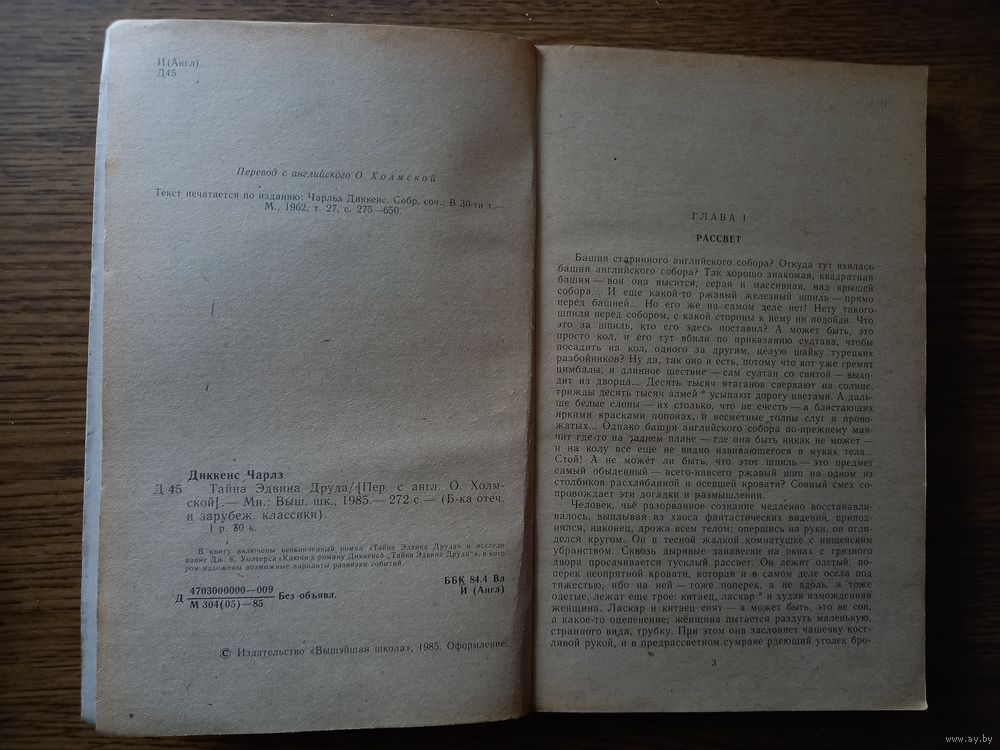 И(Англ)
Д45
Перевод с английского О. Холмской
Текст печатается по изданию: Чарльз Диккенс. Собр. соч.: В 30-ти т.—
М., 1962, т. 27, с. 275—650.
Диккенс Чарлз
Д 45 Тайна Эдвина Друда/[Пер. с англ. О. Холм-
ской].— Мн.: Выш. шк., 1985.— 272 с.— (Б-ка отеч.
и зарубеж. классики).
1 р. 80 к.
В книгу включены неоконченный роман «Тайна Эдвина Друда» и исследо-
вание Дж. К. Уолтерса «Ключи к роману Диккенса „Тайна Эдвина Друда“», в кото-
ром изложены возможные варианты развязки событий.
Д 4703000000—009
М 304(05)—85 Без объявл.
ББК 84.4 Вл
И (Англ)
© Издательство «Вышэйшая школа», 1985. Оформление.
ГЛАВА I
РАССВЕТ
Башня старинного английского собора? Откуда тут взялась
башня английского собора? Так хорошо знакомая, квадратная
башня — вон она высится, серая и массивная, над крышей
собора... И еще какой-то ржавый железный шпиль — прямо
перед башней... Но его же на самом деле нет! Нету такого
шпиля перед собором, с какой стороны к нему ни подойди. Что
это за шпиль, кто его здесь поставил? А может быть, это
просто кол, и его тут вбили по приказанию султана, чтобы
посадить на кол, одного за другим, целую шайку турецких
разбойников? Ну да, так оно и есть, потому что вот уже гремят
цимбалы, и длинное шествие — сам султан со свитой — выхо-
дит из дворца... Десять тысяч ятаганов сверкают на солнце,
трижды десять тысяч алмей * усыпают дорогу цветами. А даль-
ше белые слоны — их столько, что не счесть — в блистающих
яркими красками попонах, и несметные толпы слуг и прово-
жатых... Однако башня английского собора по-прежнему мая-
чит где-то на заднем плане — где она быть никак не может —
и на колу все еще не видно извивающегося в муках тела...
Стой! А не может ли быть, что этот шпиль — это предмет
самый обыденный — всего-навсего ржавый шип на одном из
столбиков расхлябанной и осевшей кровати? Сонный смех со-
провождает эти догадки и размышления.
Человек, чьё разорванное сознание медленно восстанавли-
валось, выплывая из хаоса фантастических видений, припод-
нялся, наконец, дрожа всем телом; опершись на руки, он огля-
делся кругом. Он в тесной жалкой комнатушке с нищенским
убранством. Сквозь дырявые занавески на окнах с грязного
двора просачивается тусклый рассвет. Он лежит одетый, по-
перек неопрятной кровати, которая и в самом деле осела под
тяжестью, ибо на ней — тоже поперек, а не вдоль, и тоже
одетые, лежат еще трое: китаец, ласкар * и худая изможденная
женщина. Ласкар и китаец спят — а может быть, это не сон,
а какое-то оцепенение; женщина пытается раздуть маленькую,
странного вида, трубку. При этом она заслоняет чашечку кост-
лявой рукой, и в предрассветном сумраке рдеющий уголек бро-
3
www.ay.by